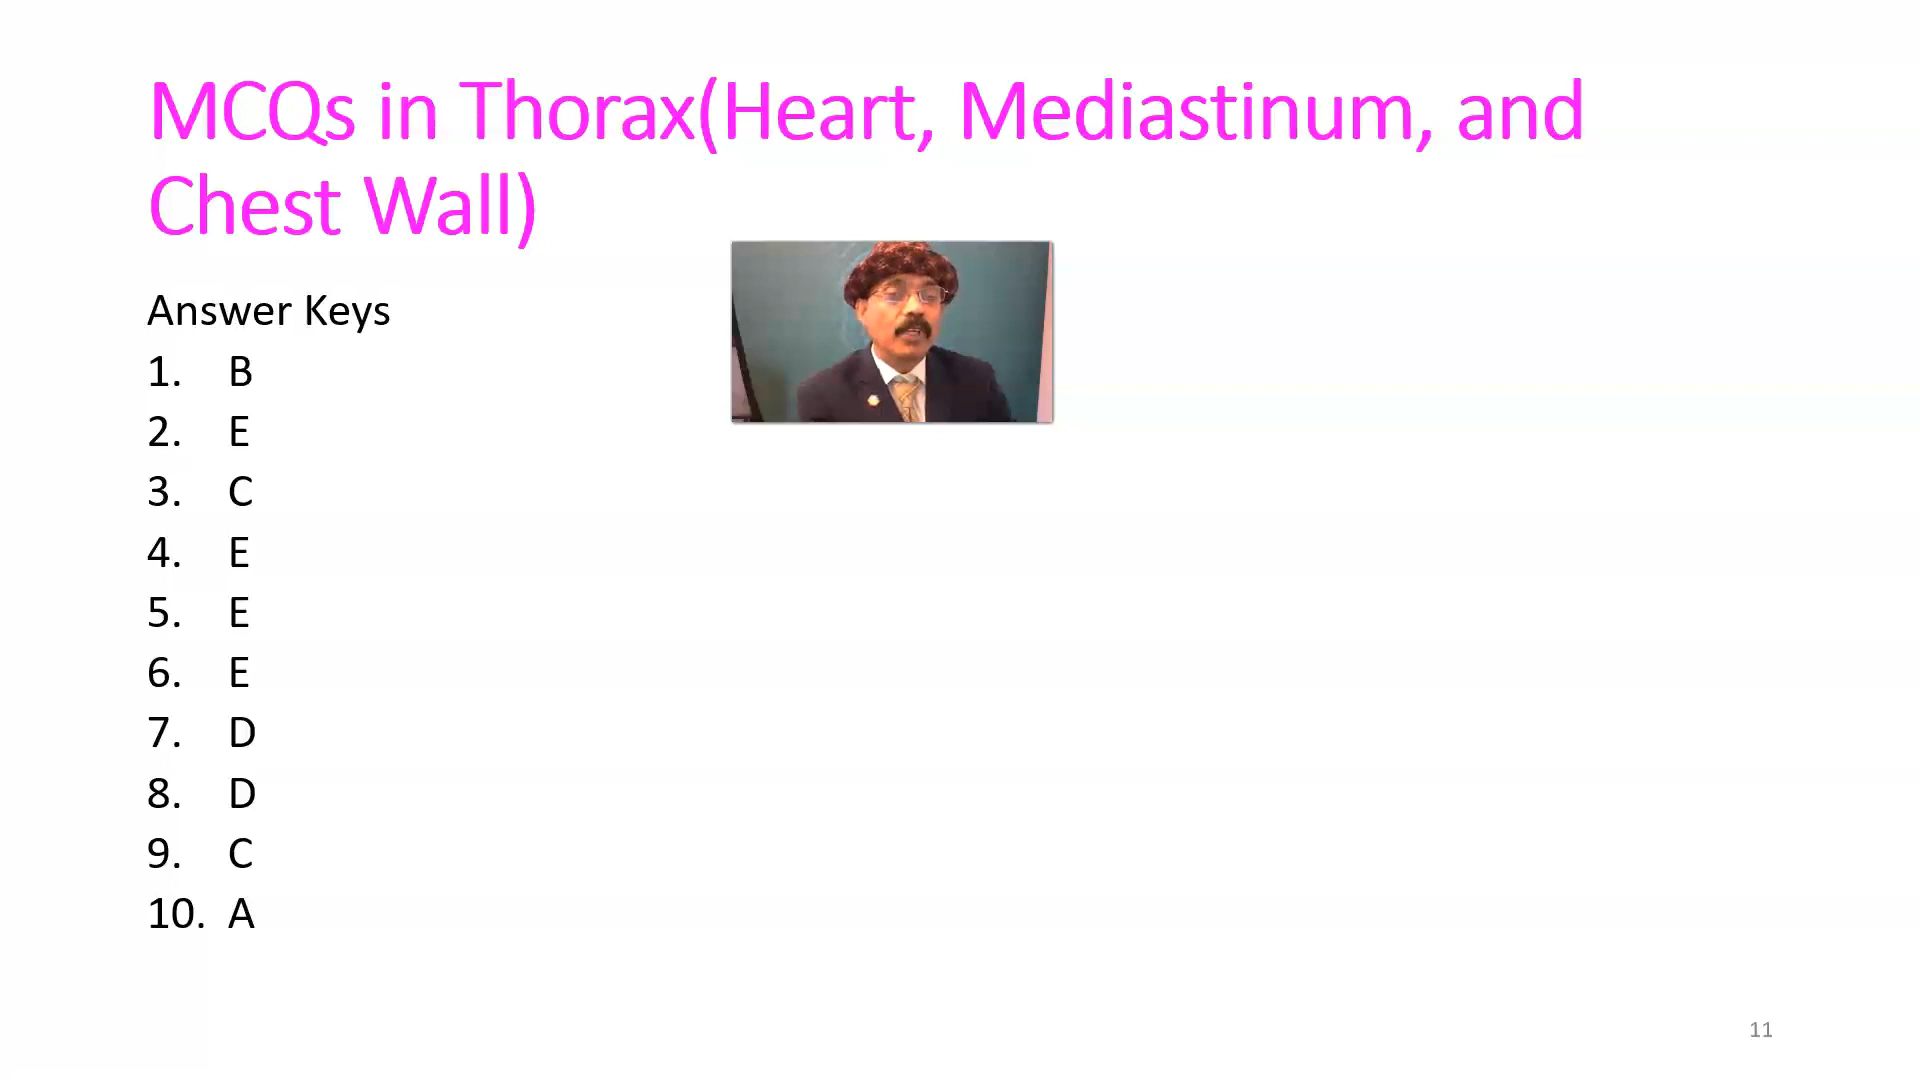 MCQs in Thorax(Heart, Mediastinum, and
Chest Wall)
Answer Keys
1. B
2. E
3. C
4. E
5. E
6. E
7. D
8. D
9. C
10. A
11